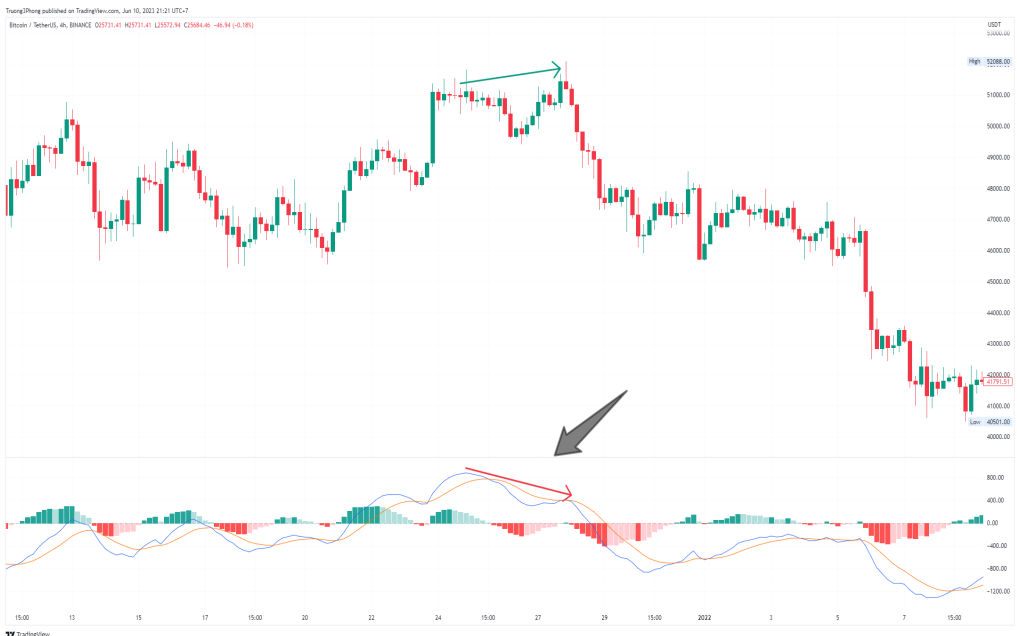 Truong3Phong published on TradingView.com, Jun 10, 2023 21:21 UTC+7
Bitcoin / TetherUS, 4h, BINANCE O25731.41 H25731.41 L25572.94 C25684.46 -46.94 (-0.18%)
USDT
53000.00
High 52088.00
51000.00
50000.00
49000.00
48000.00
47000.00
46000.00
45000.00
44000.00
43000.00
42000.00
41791.51
41000.00
Low 40501.00
40000.00
800.00
400.00
0.00
-400.00
-800.00
-1200.00
15:00 13 15 17 15:00 20 22 24 15:00 27 29 15:00 2022 3 5 7 15:00
TradingView